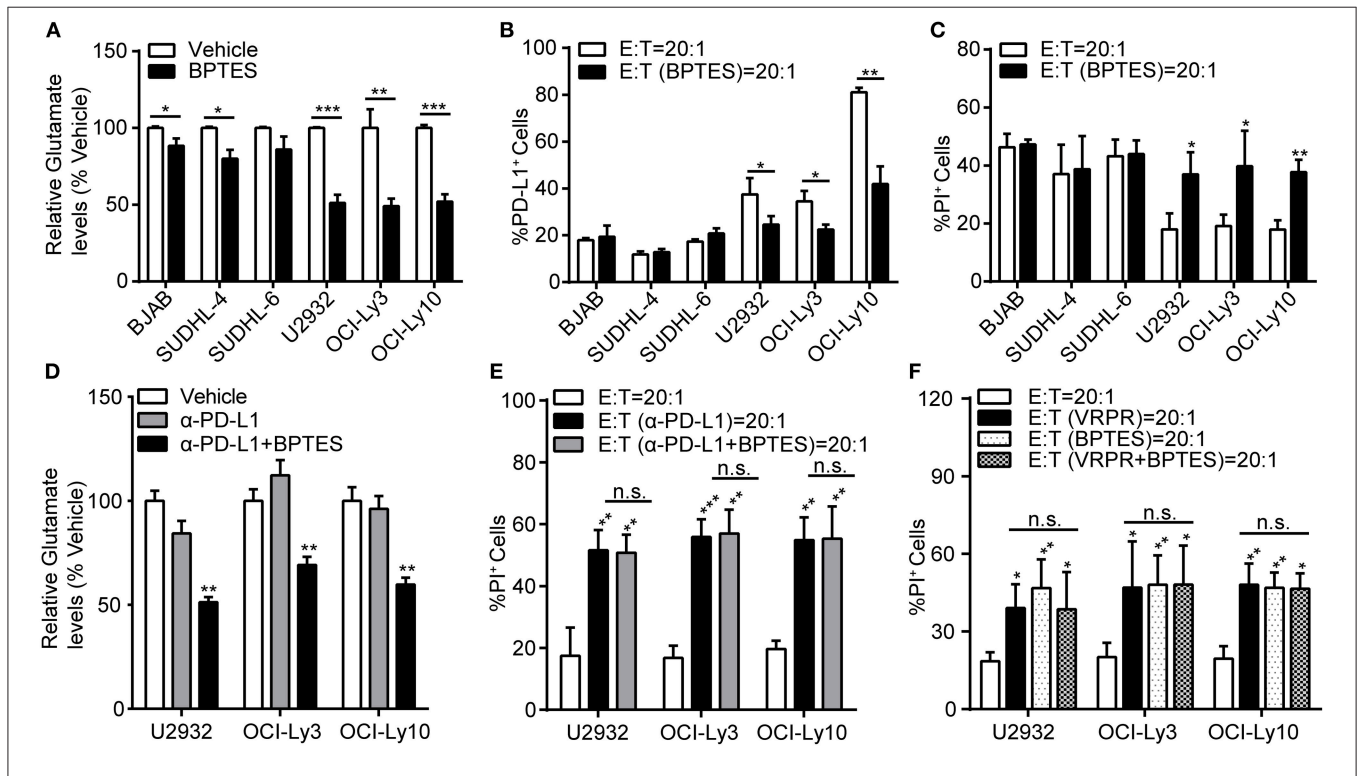 A
Vehicle
BPTES
Relative Glutamate
levels (% Vehicle)
150
100
50
0
*
*
***
**
***
BJAB
SUDHL-4
SUDHL-6
U2932
OCI-Ly3
OCI-Ly10
B
E:T=20:1
E:T (BPTES)=20:1
%PD-L1+ Cells
100
80
60
40
20
0
*
*
**
BJAB
SUDHL-4
SUDHL-6
U2932
OCI-Ly3
OCI-Ly10
C
E:T=20:1
E:T (BPTES)=20:1
%PI+ Cells
80
60
40
20
0
*
*
**
BJAB
SUDHL-4
SUDHL-6
U2932
OCI-Ly3
OCI-Ly10
D
Vehicle
α-PD-L1
α-PD-L1+BPTES
Relative Glutamate
levels (% Vehicle)
150
100
50
0
**
**
**
U2932
OCI-Ly3
OCI-Ly10
E
E:T=20:1
E:T (α-PD-L1)=20:1
E:T (α-PD-L1+BPTES)=20:1
%PI+ Cells
100
80
60
40
20
0
n.s.
n.s.
n.s.
**
**
***
**
**
**
U2932
OCI-Ly3
OCI-Ly10
F
E:T=20:1
E:T (VRPR)=20:1
E:T (BPTES)=20:1
E:T (VRPR+BPTES)=20:1
%PI+ Cells
120
90
60
30
0
n.s.
n.s.
n.s.
*
**
*
*
**
*
**
**
*
U2932
OCI-Ly3
OCI-Ly10